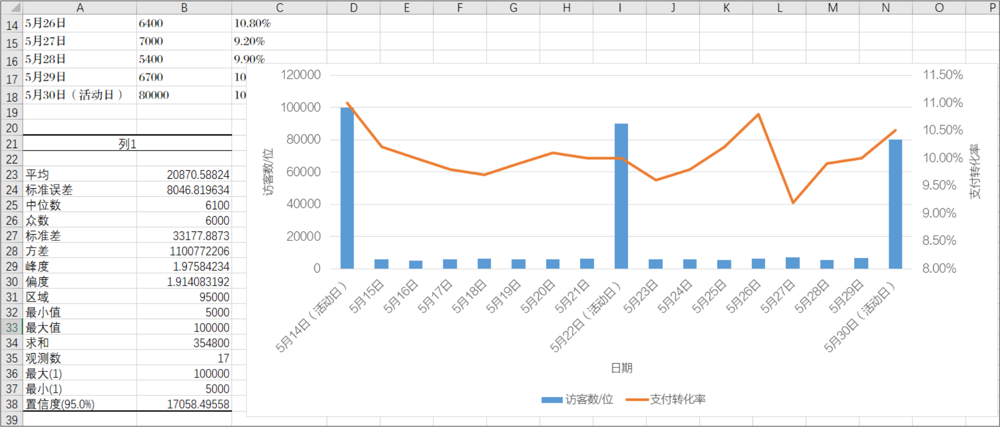 A B C D E F G H I J K L M N O P
14 5月26日 6400 10.80%
15 5月27日 7000 9.20%
16 5月28日 5400 9.90%
17 5月29日 6700 10
18 5月30日（活动日） 80000 10
19
20
21 列1
22
23 平均 20870.58824
24 标准误差 8046.819634
25 中位数 6100
26 众数 6000
27 标准差 33177.8873
28 方差 1100772206
29 峰度 1.97584234
30 偏度 1.914083192
31 区域 95000
32 最小值 5000
33 最大值 100000
34 求和 354800
35 观测数 17
36 最大(1) 100000
37 最小(1) 5000
38 置信度(95.0%) 17058.49558
39
访客数/位
120000
100000
80000
60000
40000
20000
0
11.50%
11.00%
10.50%
10.00%
9.50%
9.00%
8.50%
8.00%
支付转化率
5月14日（活动日）
5月15日
5月16日
5月17日
5月18日
5月19日
5月20日
5月21日
5月22日（活动日）
5月23日
5月24日
5月25日
5月26日
5月27日
5月28日
5月29日
5月30日（活动日）
日期
访客数/位 支付转化率